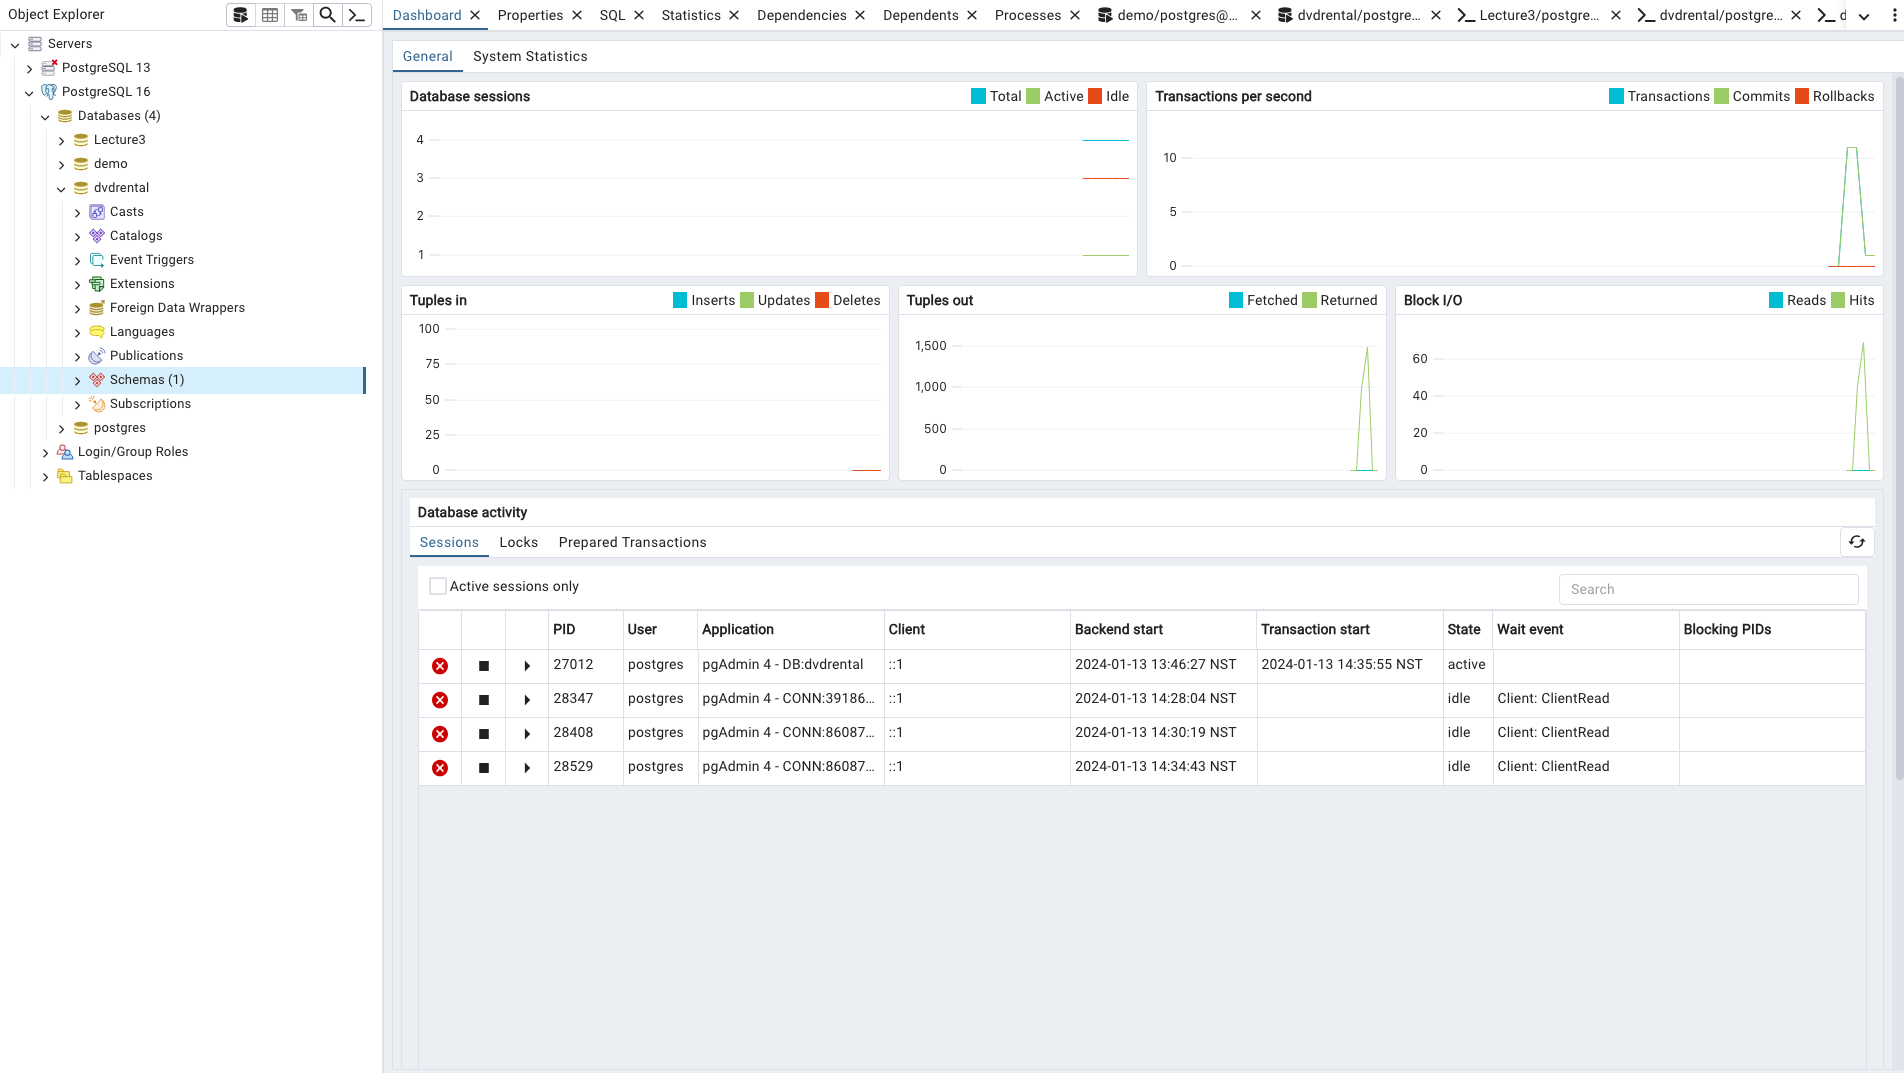 Object Explorer
Servers
PostgreSQL 13
PostgreSQL 16
Databases (4)
Lecture3
demo
dvdrental
Casts
Catalogs
Event Triggers
Extensions
Foreign Data Wrappers
Languages
Publications
Schemas (1)
Subscriptions
postgres
Login/Group Roles
Tablespaces
Dashboard Properties SQL Statistics Dependencies Dependents Processes demo/postgres@... dvdrental/postgre... Lecture3/postgre... dvdrental/postgre... d
General System Statistics
Database sessions Total Active Idle
4
3
2
1
Transactions per second Transactions Commits Rollbacks
10
5
0
Tuples in Inserts Updates Deletes
100
75
50
25
0
Tuples out Fetched Returned
1,500
1,000
500
0
Block I/O Reads Hits
60
40
20
0
Database activity
Sessions Locks Prepared Transactions
Active sessions only Search
PID User Application Client Backend start Transaction start State Wait event Blocking PIDs
27012 postgres pgAdmin 4 - DB:dvdrental ::1 2024-01-13 13:46:27 NST 2024-01-13 14:35:55 NST active
28347 postgres pgAdmin 4 - CONN:39186... ::1 2024-01-13 14:28:04 NST idle Client: ClientRead
28408 postgres pgAdmin 4 - CONN:86087... ::1 2024-01-13 14:30:19 NST idle Client: ClientRead
28529 postgres pgAdmin 4 - CONN:86087... ::1 2024-01-13 14:34:43 NST idle Client: ClientRead